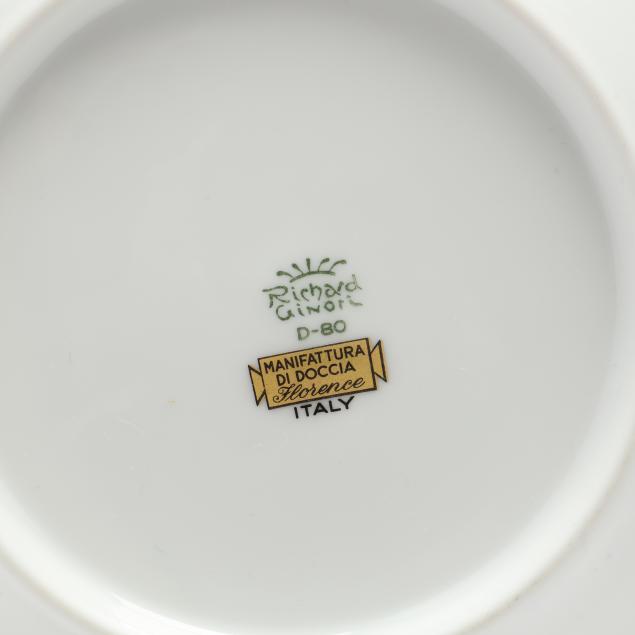 Richard
Ginori
D-80
MANIFATTURA
DI DOCCIA
Florence
ITALY